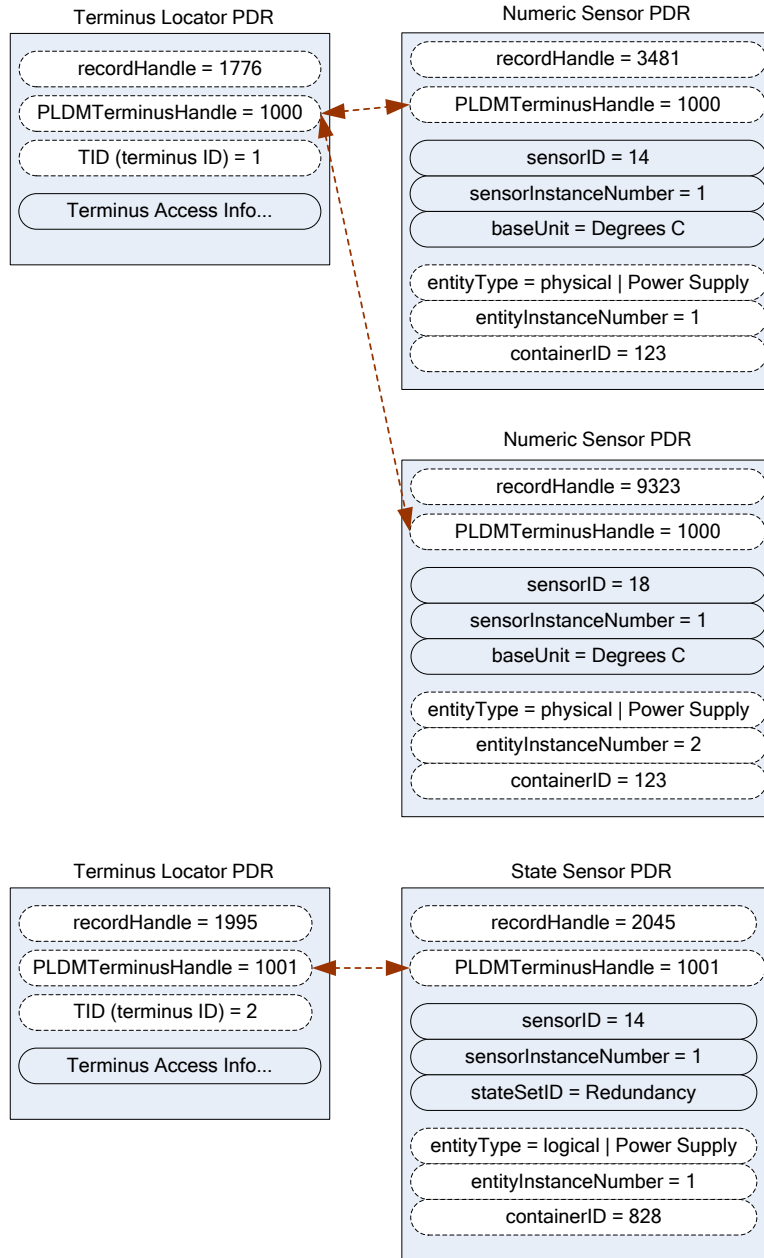 Terminus Locator PDR
recordHandle = 1776
PLDMTerminusHandle = 1000
TID (terminus ID) = 1
Terminus Access Info...
Numeric Sensor PDR
recordHandle = 3481
PLDMTerminusHandle = 1000
sensorID = 14
sensorInstanceNumber = 1
baseUnit = Degrees C
entityType = physical | Power Supply
entityInstanceNumber = 1
containerID = 123
Numeric Sensor PDR
recordHandle = 9323
PLDMTerminusHandle = 1000
sensorID = 18
sensorInstanceNumber = 1
baseUnit = Degrees C
entityType = physical | Power Supply
entityInstanceNumber = 2
containerID = 123
Terminus Locator PDR
recordHandle = 1995
PLDMTerminusHandle = 1001
TID (terminus ID) = 2
Terminus Access Info...
State Sensor PDR
recordHandle = 2045
PLDMTerminusHandle = 1001
sensorID = 14
sensorInstanceNumber = 1
stateSetID = Redundancy
entityType = logical | Power Supply
entityInstanceNumber = 1
containerID = 828